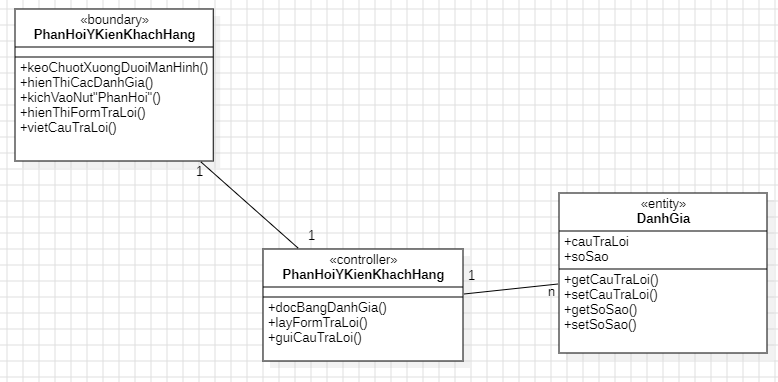 «boundary»
PhanHoiYKienKhachHang
+keoChuotXuongDuoiManHinh()
+hienThiCacDanhGia()
+kichVaoNut"PhanHoi"()
+hienThiFormTraLoi()
+vietCauTraLoi()
1
1
«controller»
PhanHoiYKienKhachHang
+docBangDanhGia()
+layFormTraLoi()
+guiCauTraLoi()
1
n
«entity»
DanhGia
+cauTraLoi
+soSao
+getCauTraLoi()
+setCauTraLoi()
+getSoSao()
+setSoSao()